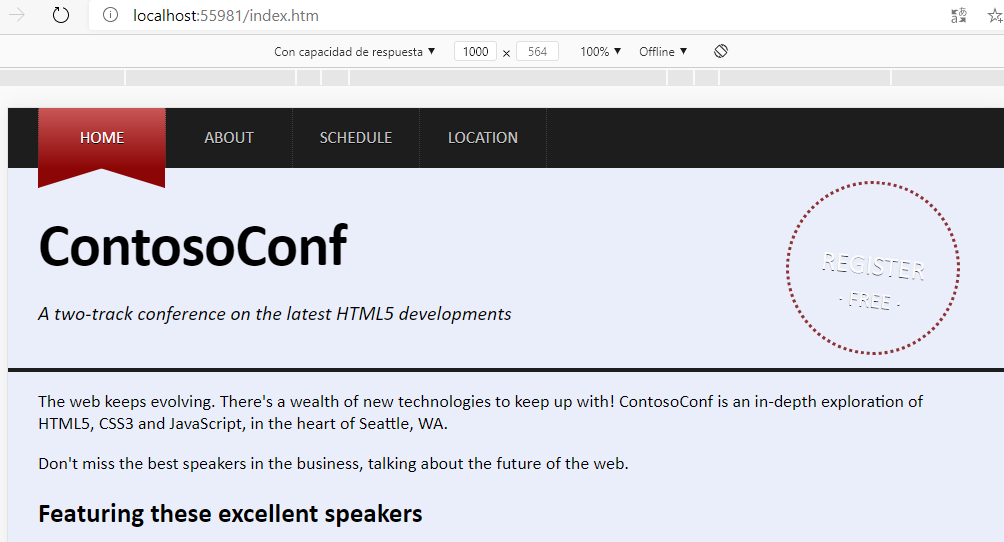 localhost:55981/index.htm
Con capacidad de respuesta ▼ 1000 x 564 100% ▼ Offline ▼
HOME ABOUT SCHEDULE LOCATION
ContosoConf
REGISTER
· FREE ·
A two-track conference on the latest HTML5 developments
The web keeps evolving. There's a wealth of new technologies to keep up with! ContosoConf is an in-depth exploration of
HTML5, CSS3 and JavaScript, in the heart of Seattle, WA.
Don't miss the best speakers in the business, talking about the future of the web.
Featuring these excellent speakers